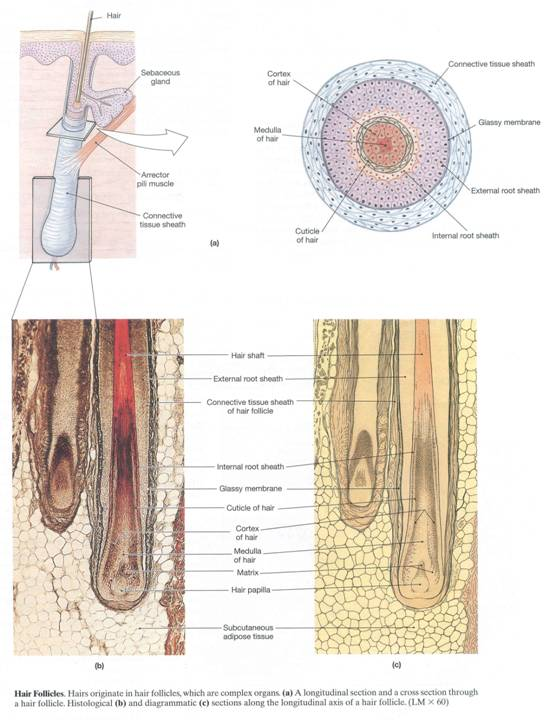 Hair
Sebaceous
gland
Arrector
pili muscle
Connective
tissue sheath
(a)
Cortex
of hair
Medulla
of hair
Cuticle
of hair
Connective tissue sheath
Glassy membrane
External root sheath
Internal root sheath
Hair shaft
External root sheath
Connective tissue sheath
of hair follicle
Internal root sheath
Glassy membrane
Cuticle of hair
Cortex
of hair
Medulla
of hair
Matrix
Hair papilla
Subcutaneous
adipose tissue
(b)
(c)
Hair Follicles. Hairs originate in hair follicles, which are complex organs. (a) A longitudinal section and a cross section through
a hair follicle. Histological (b) and diagrammatic (c) sections along the longitudinal axis of a hair follicle. (LM × 60)